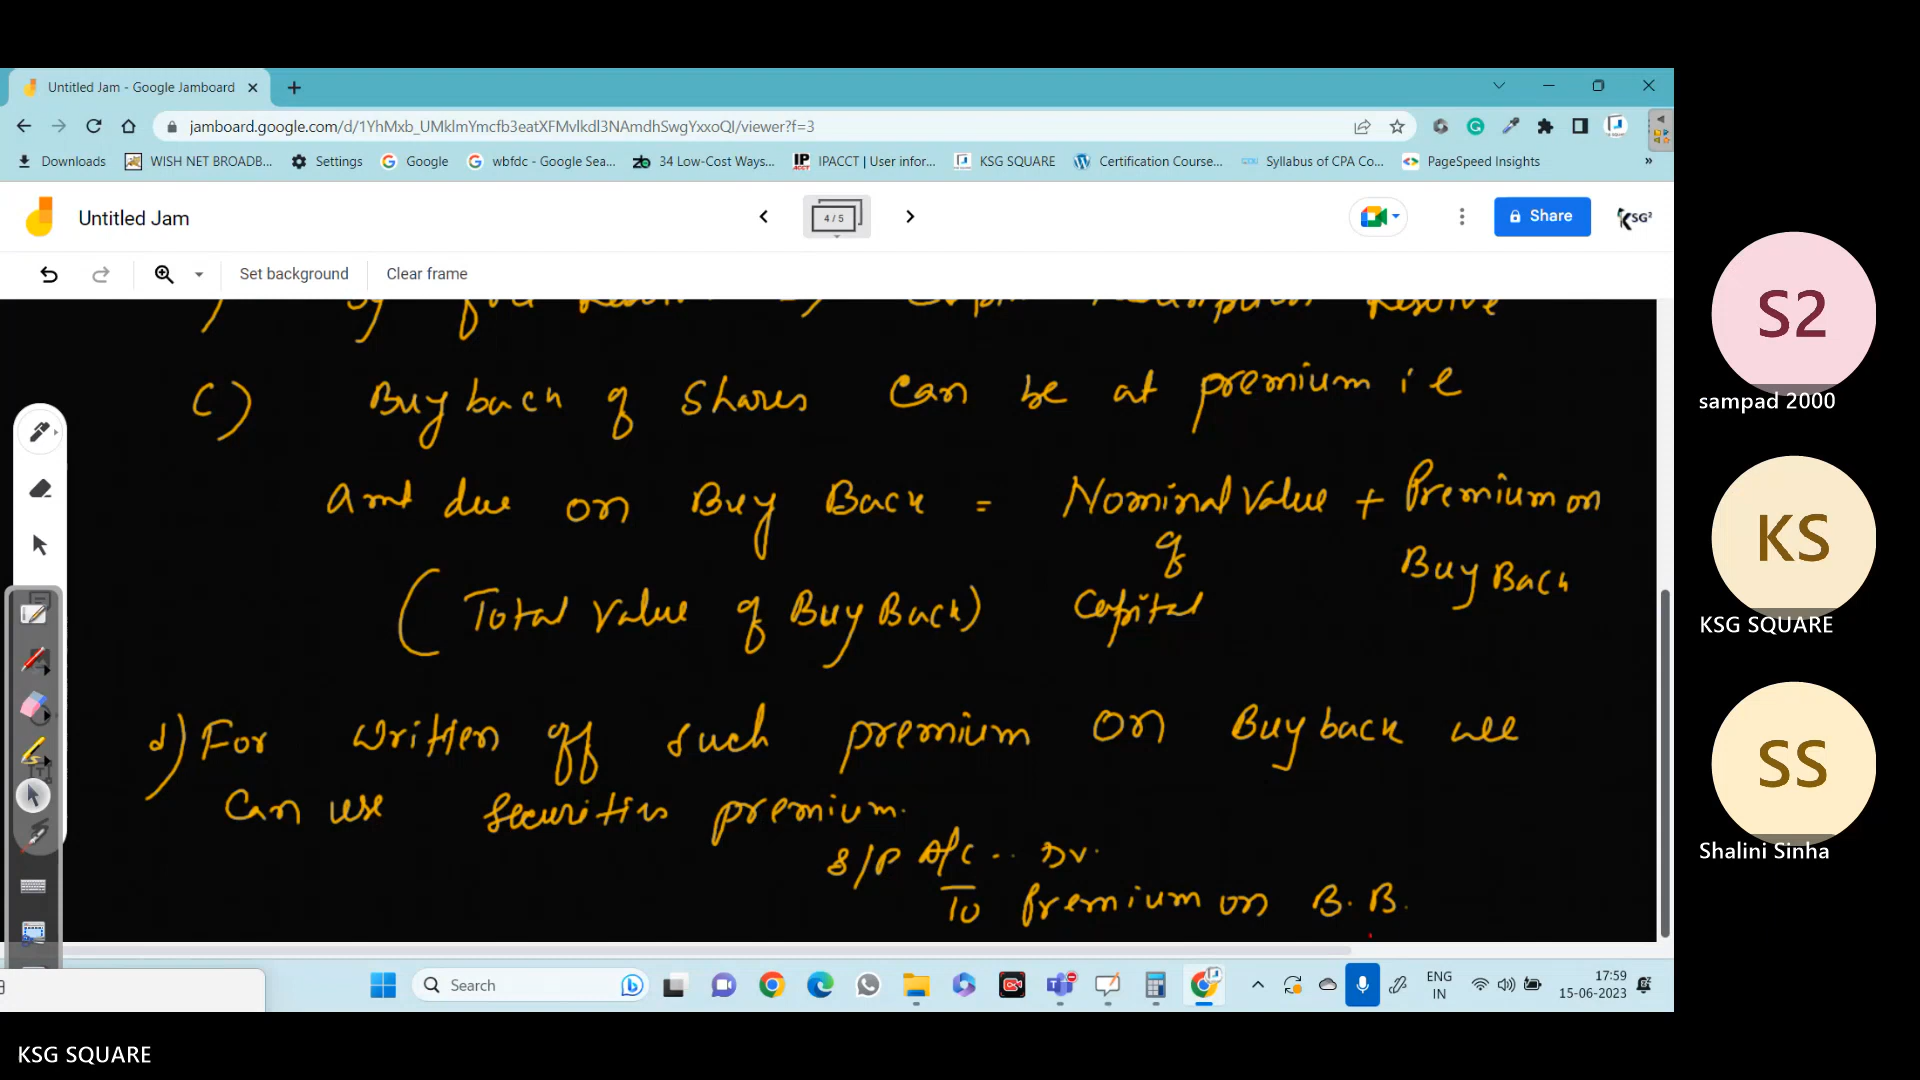 Untitled Jam - Google Jamboard
jamboard.google.com/d/1YhMxb_UMklmYmcfb3eatXFMvlkdl3NAmdhSwgYxxoQI/viewer?f=3
Downloads WISH NET BROADB... Settings Google wbfdc - Google Sea... 34 Low-Cost Ways... IPACCT | User infor... KSG SQUARE Certification Course... Syllabus of CPA Co... PageSpeed Insights »
Untitled Jam 4 / 5 Share KSG²
Set background Clear frame
c) Buy back of Shares Can be at premium i e
Amt due on Buy Back = Nominal Value + Premium on
of Buy Back
(Total Value of Buy Back) Capital
d) For written off such premium on Buy back we
Can use Securities premium.
S/P A/C .. Dr.
To Premium on B.B.
Search
ENG
IN
17:59
15-06-2023
S2
sampad 2000
KS
KSG SQUARE
SS
Shalini Sinha
KSG SQUARE